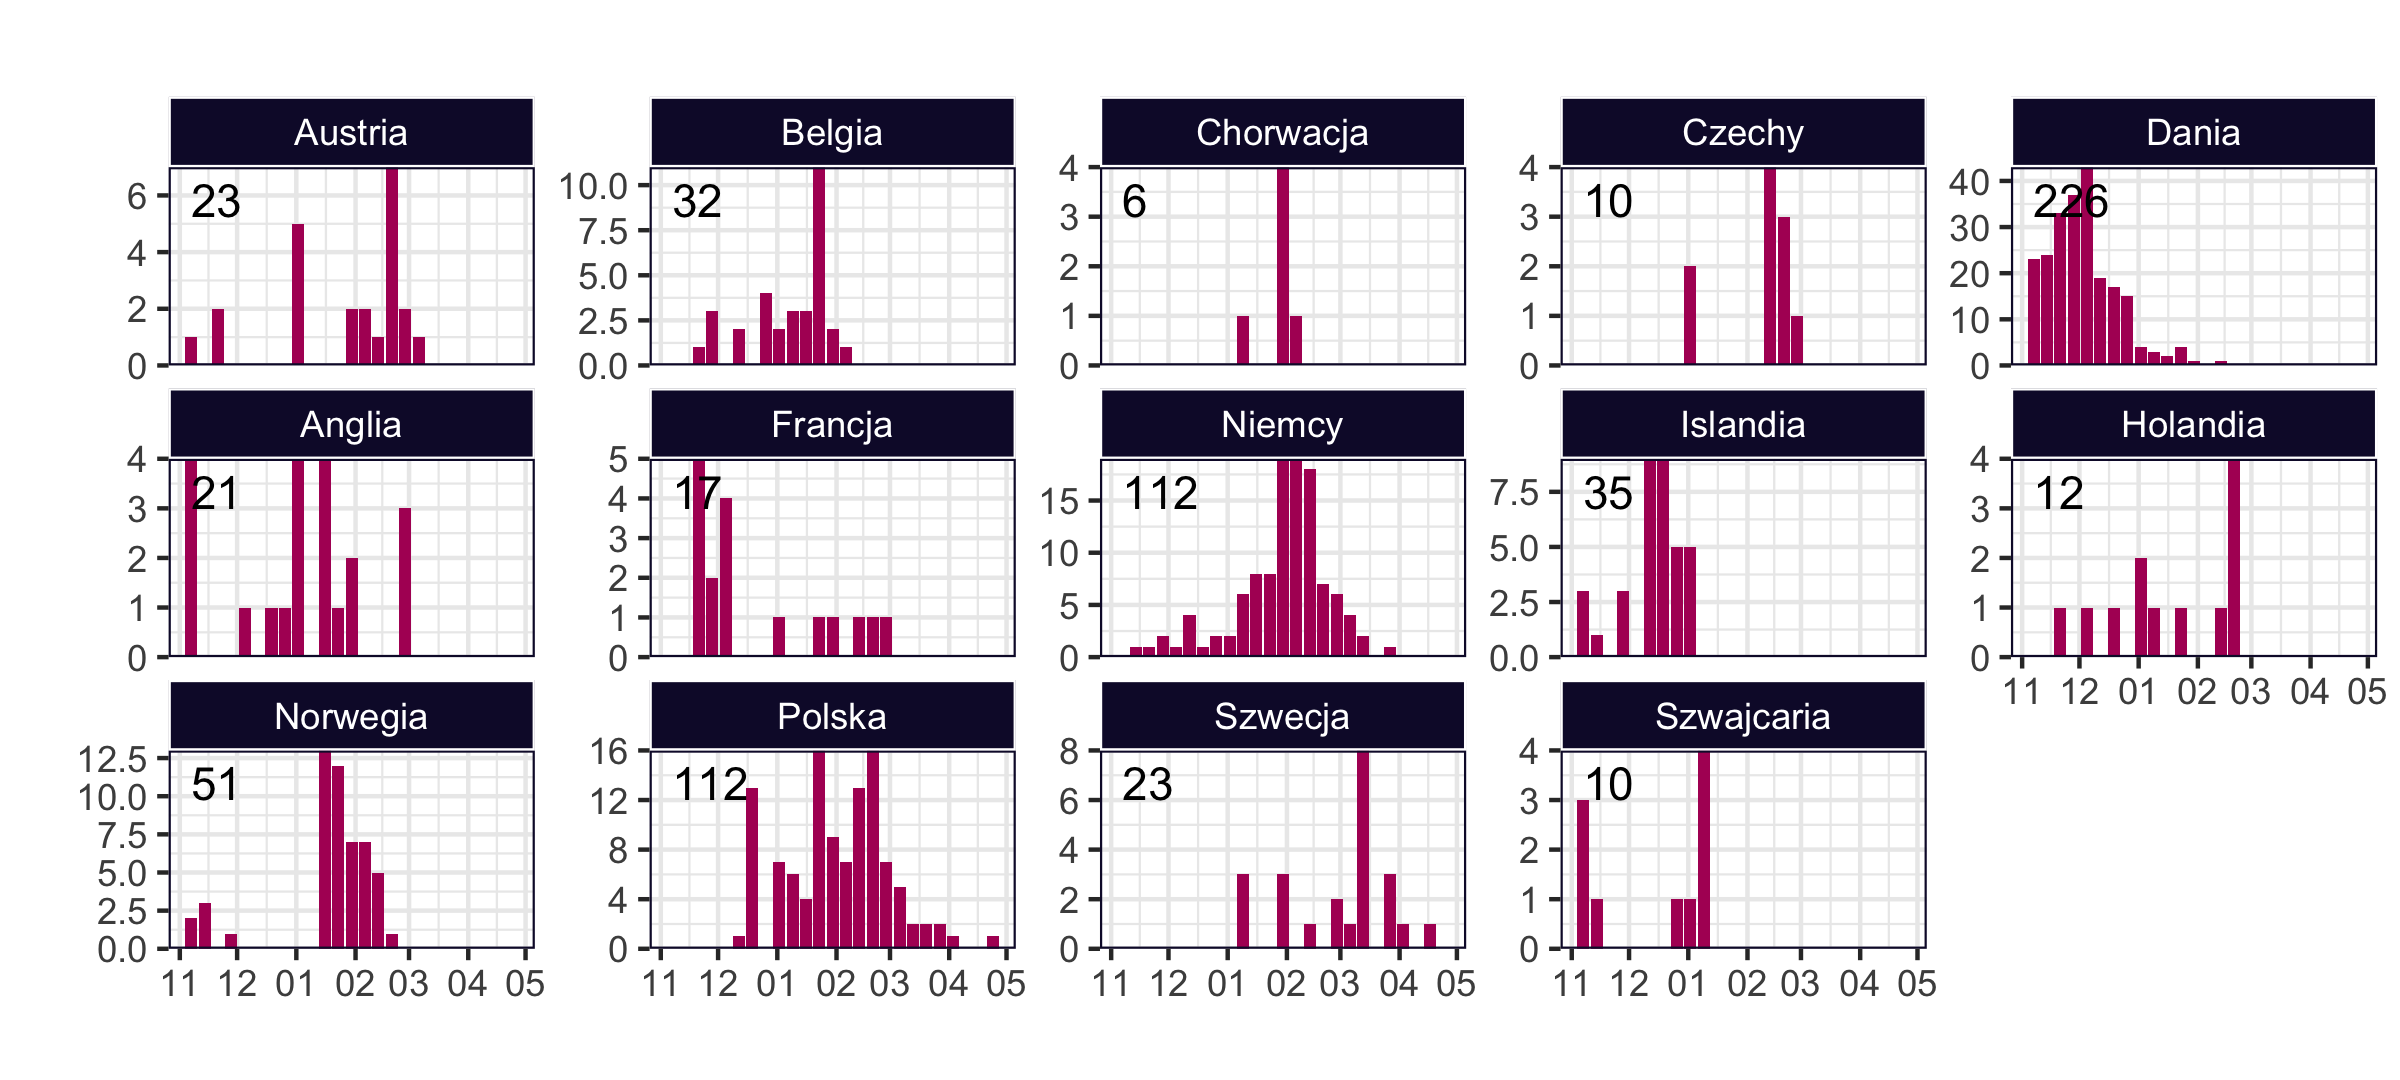 Austria Belgia Chorwacja Czechy Dania
6 4 2 0 23
10.0 7.5 5.0 2.5 0.0 32
4 3 2 1 0 6
4 3 2 1 0 10
40 30 20 10 0 226
Anglia Francja Niemcy Islandia Holandia
4 3 2 1 0 21
5 4 3 2 1 0 17
15 10 5 0 112
7.5 5.0 2.5 0.0 35
4 3 2 1 0 12
11 12 01 02 03 04 05
Norwegia Polska Szwecja Szwajcaria
12.5 10.0 7.5 5.0 2.5 0.0 51
16 12 8 4 0 112
8 6 4 2 0 23
4 3 2 1 0 10
11 12 01 02 03 04 05
11 12 01 02 03 04 05
11 12 01 02 03 04 05
11 12 01 02 03 04 05